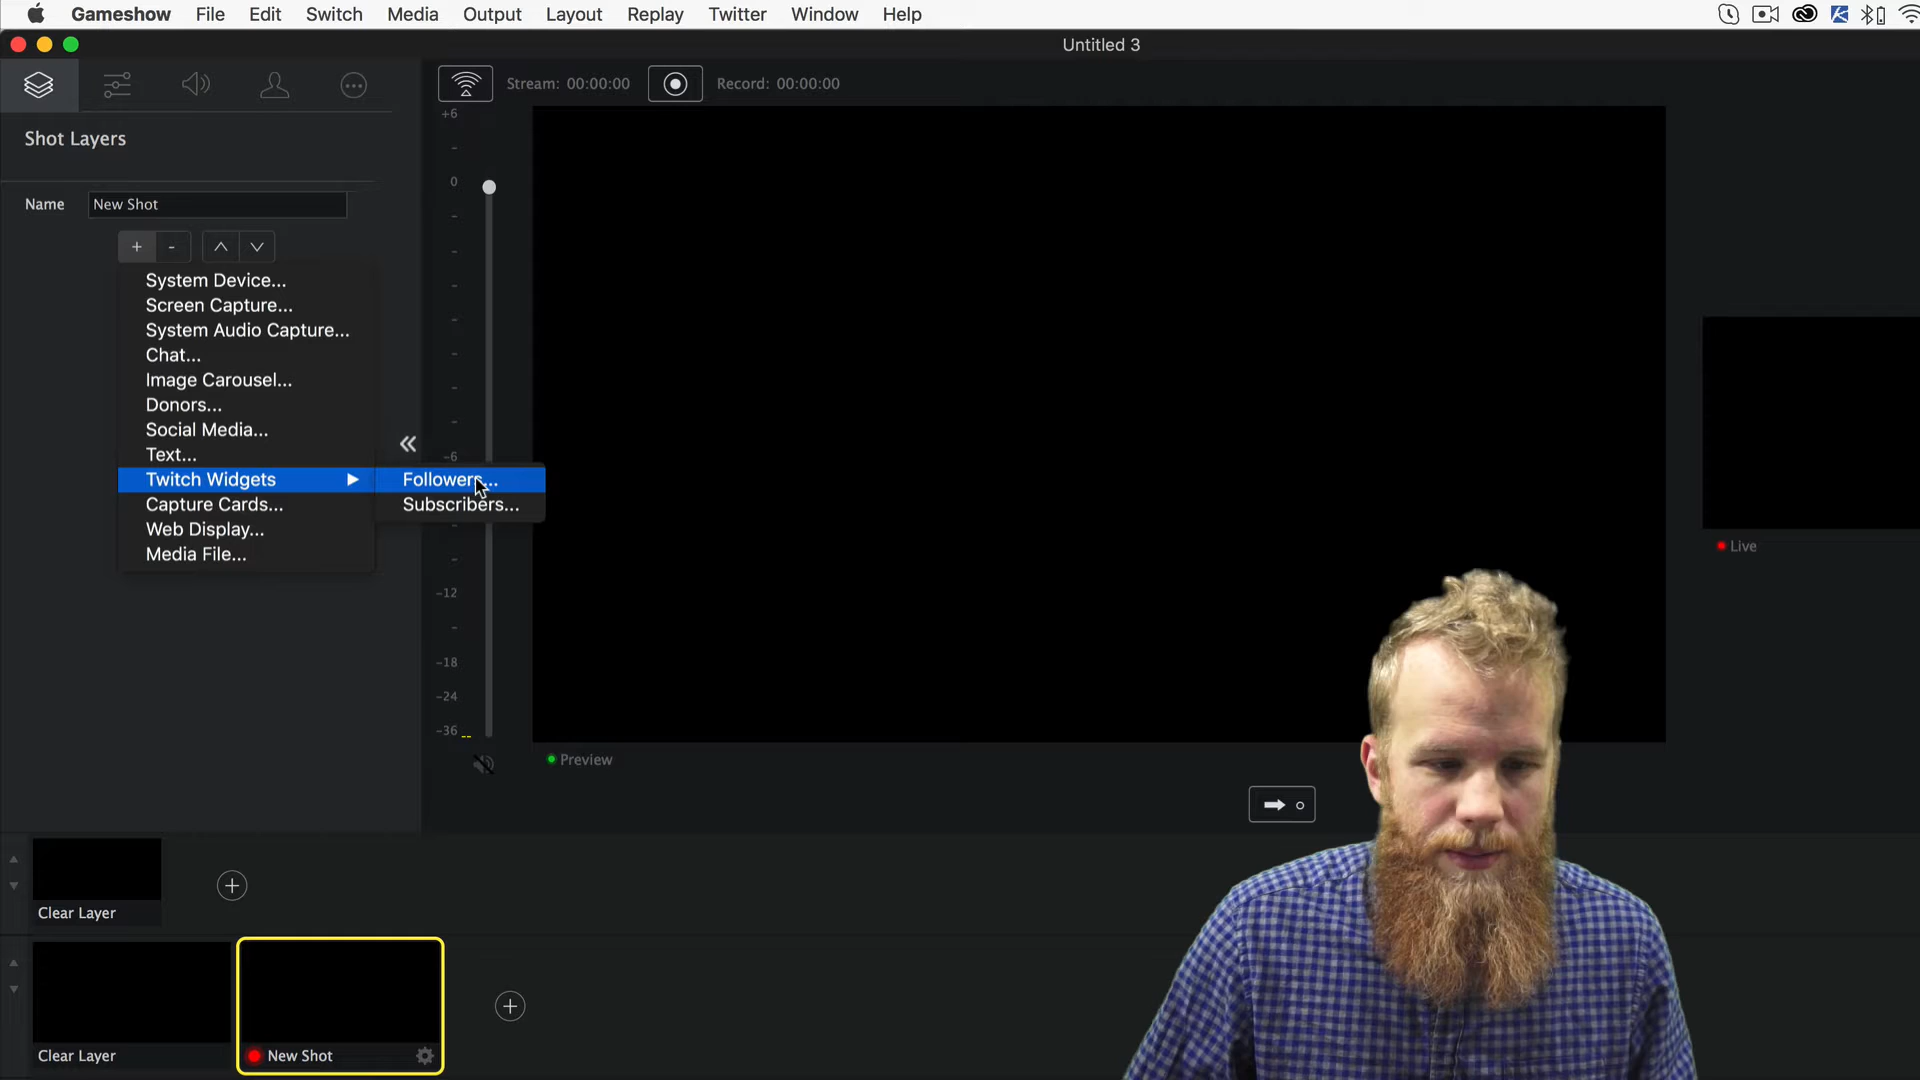 Gameshow File Edit Switch Media Output Layout Replay Twitter Window Help
Untitled 3
Stream: 00:00:00 Record: 00:00:00
Shot Layers
Name New Shot
+ -
System Device...
Screen Capture...
System Audio Capture...
Chat...
Image Carousel...
Donors...
Social Media...
Text...
Twitch Widgets
Capture Cards...
Web Display...
Media File...
Followers...
Subscribers...
+6
0
-6
-12
-18
-24
-36
Preview
Live
Clear Layer
Clear Layer
New Shot